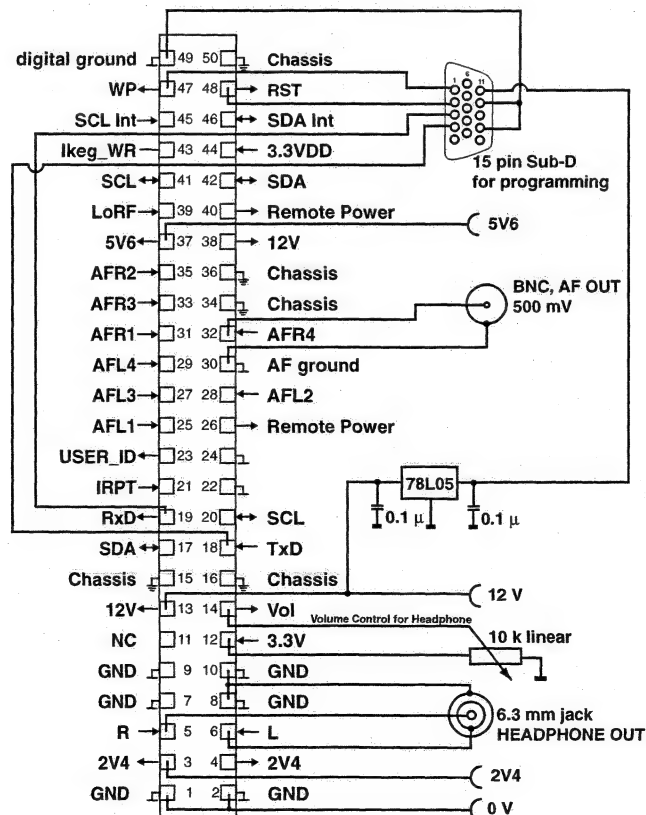 digital ground 49 50 Chassis
WP 47 48 RST
SCL Int 45 46 SDA Int
Ikeg_WR 43 44 3.3VDD
SCL 41 42 SDA
LoRF 39 40 Remote Power
5V6 37 38 12V
AFR2 35 36 Chassis
AFR3 33 34 Chassis
AFR1 31 32 AFR4
AFL4 29 30 AF ground
AFL3 27 28 AFL2
AFL1 25 26 Remote Power
USER_ID 23 24
IRPT 21 22
RxD 19 20 SCL
SDA 17 18 TxD
Chassis 15 16 Chassis
12V 13 14 Vol
NC 11 12 3.3V
GND 9 10 GND
GND 7 8 GND
R 5 6 L
2V4 3 4 2V4
GND 1 2 GND
1 6 11
15 pin Sub-D
for programming
5V6
BNC, AF OUT
500 mV
78L05
0.1 µ 0.1 µ
12 V
Volume Control for Headphone
10 k linear
6.3 mm jack
HEADPHONE OUT
2V4
0 V